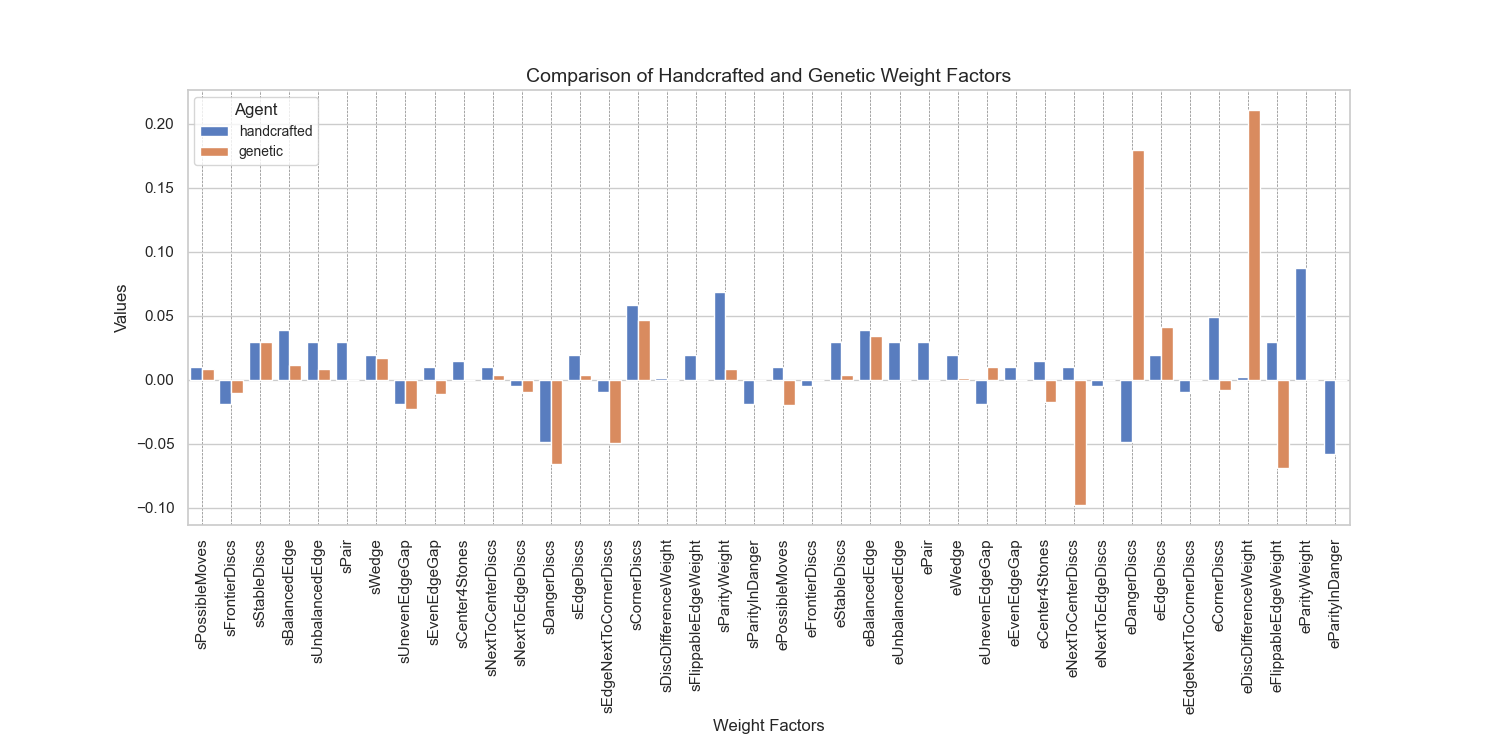 Comparison of Handcrafted and Genetic Weight Factors
Agent
handcrafted
genetic
Values
0.20
0.15
0.10
0.05
0.00
−0.05
−0.10
sPossibleMoves
sFrontierDiscs
sStableDiscs
sBalancedEdge
sUnbalancedEdge
sPair
sWedge
sUnevenEdgeGap
sEvenEdgeGap
sCenter4Stones
sNextToCenterDiscs
sNextToEdgeDiscs
sDangerDiscs
sEdgeDiscs
sEdgeNextToCornerDiscs
sCornerDiscs
sDiscDifferenceWeight
sFlippableEdgeWeight
sParityWeight
sParityInDanger
ePossibleMoves
eFrontierDiscs
eStableDiscs
eBalancedEdge
eUnbalancedEdge
ePair
eWedge
eUnevenEdgeGap
eEvenEdgeGap
eCenter4Stones
eNextToCenterDiscs
eNextToEdgeDiscs
eDangerDiscs
eEdgeDiscs
eEdgeNextToCornerDiscs
eCornerDiscs
eDiscDifferenceWeight
eFlippableEdgeWeight
eParityWeight
eParityInDanger
Weight Factors